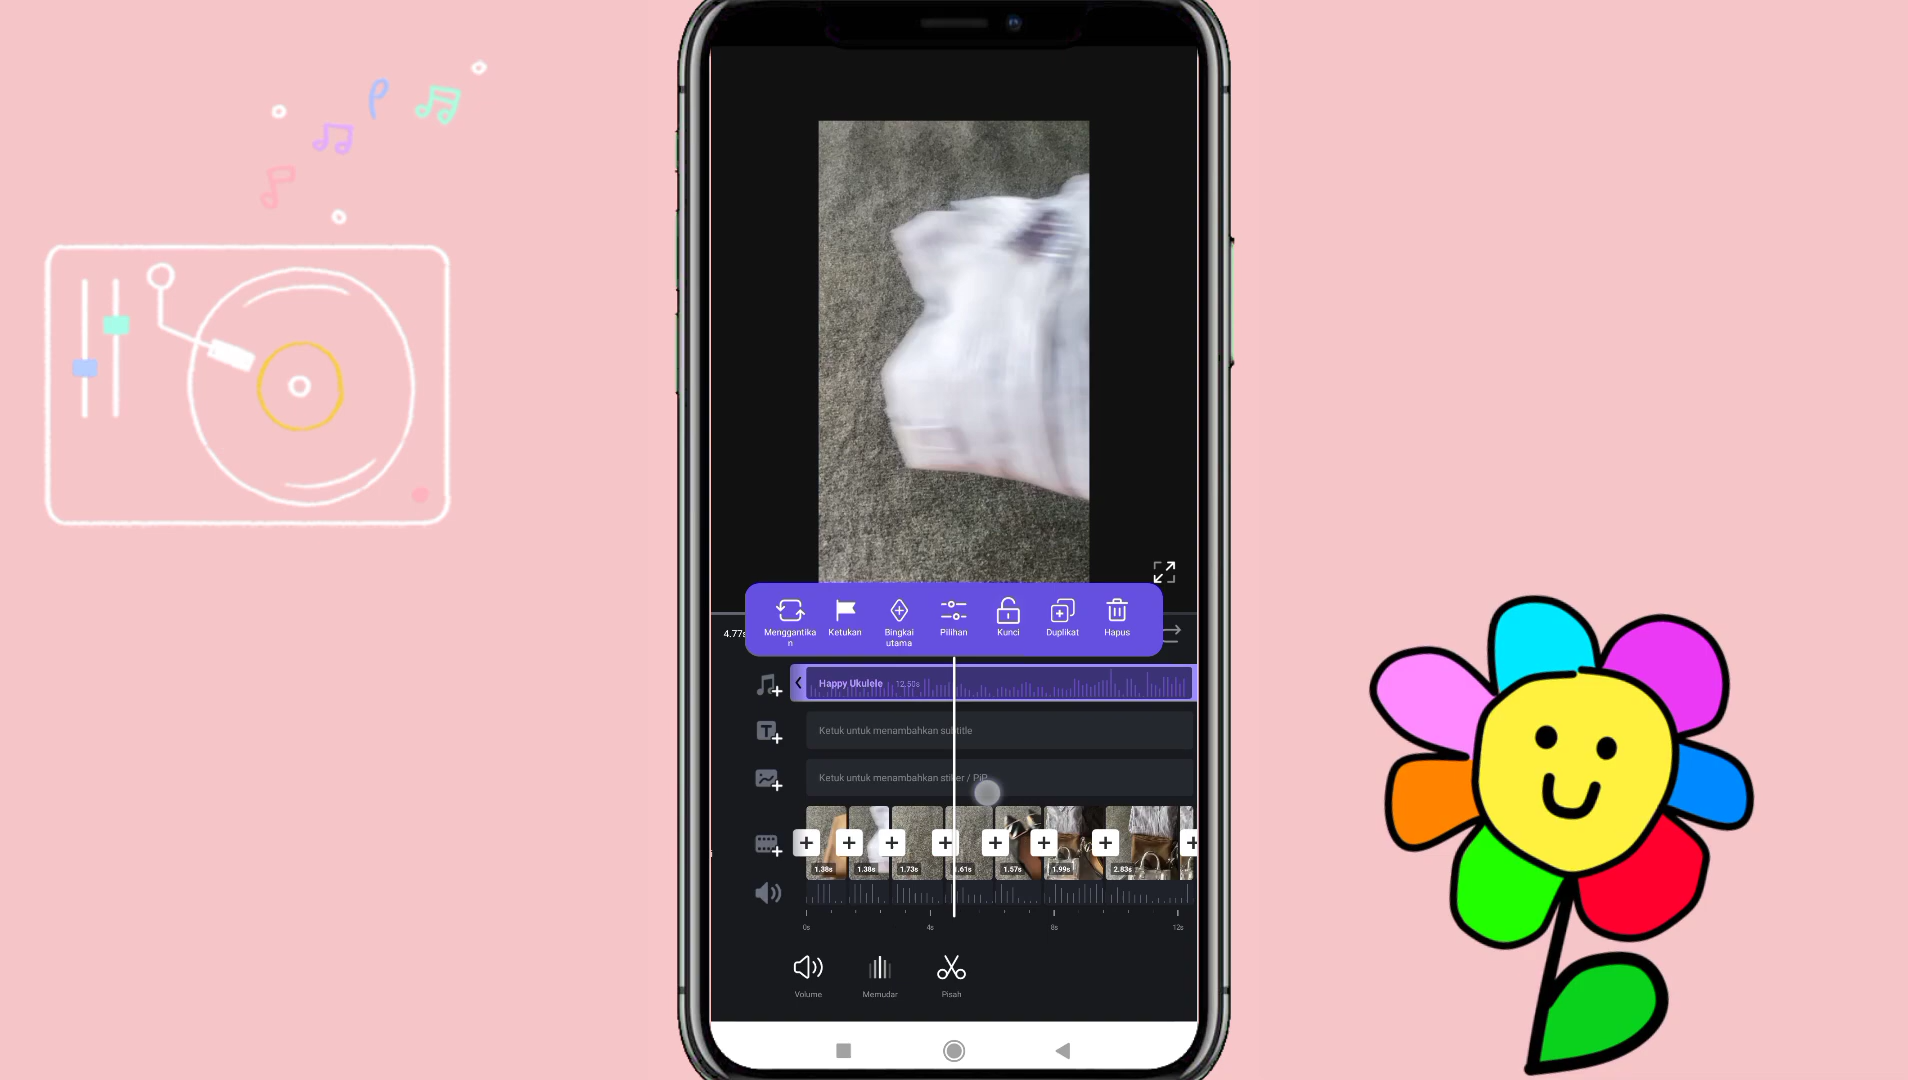 4.77s
Menggantika
n
Ketukan
Bingkai
utama
Pilihan
Kunci
Duplikat
Hapus
Happy Ukulele 12.50s
Ketuk untuk menambahkan subtitle
Ketuk untuk menambahkan stiker / PiP
1.38s 1.38s 1.73s 1.61s 1.57s 1.99s 2.83s
0s 4s 8s 12s
Volume Memudar Pisah